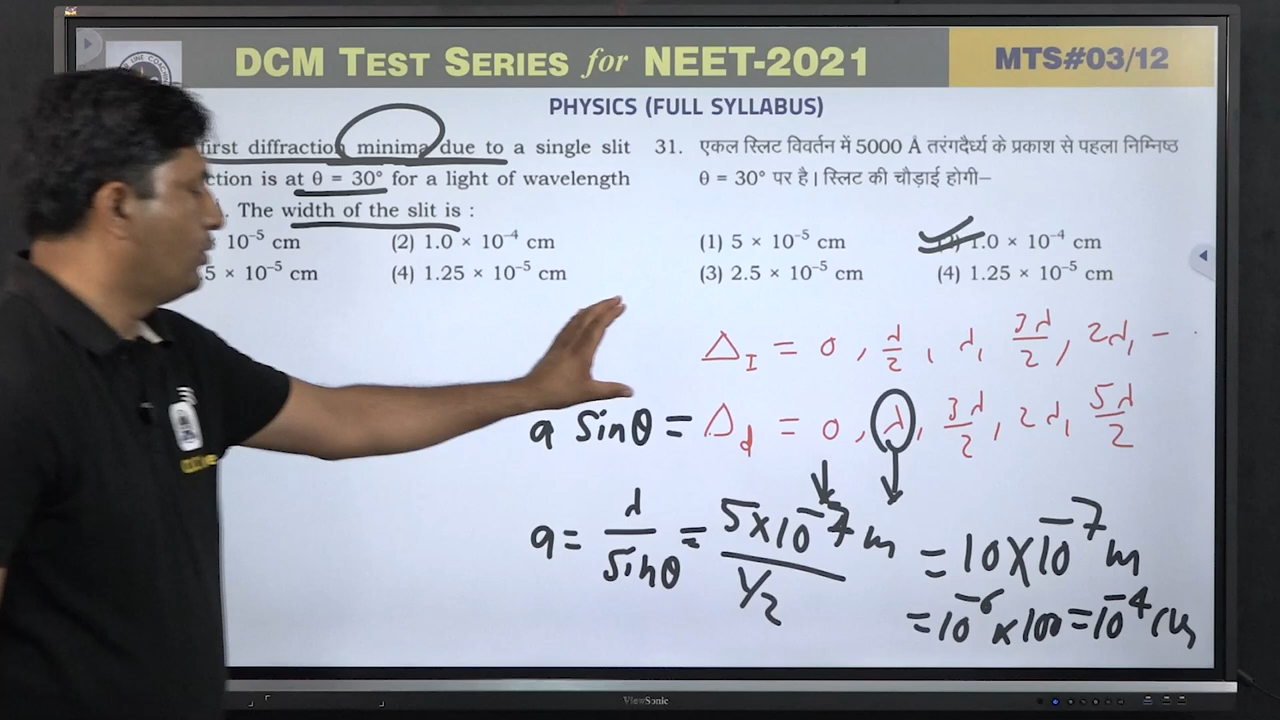 DCM TEST SERIES for NEET-2021
MTS#03/12
PHYSICS (FULL SYLLABUS)
first diffraction minima due to a single slit
ction is at θ = 30° for a light of wavelength
. The width of the slit is :
10⁻⁵ cm (2) 1.0 × 10⁻⁴ cm
5 × 10⁻⁵ cm (4) 1.25 × 10⁻⁵ cm
31. एकल स्लिट विवर्तन में 5000 Å तरंगदैर्ध्य के प्रकाश से पहला निम्निष्ठ
θ = 30° पर है। स्लिट की चौड़ाई होगी–
(1) 5 × 10⁻⁵ cm 1.0 × 10⁻⁴ cm
(3) 2.5 × 10⁻⁵ cm (4) 1.25 × 10⁻⁵ cm
Δ_I = 0, λ/2, λ, 3λ/2, 2λ, - -
a sinθ = Δ_d = 0, λ, 3λ/2, 2λ, 5λ/2
a = λ/sinθ = 5×10⁻⁷ m / 1/2 = 10×10⁻⁷ m
= 10⁻⁶ × 100 = 10⁻⁴ cm
ViewSonic